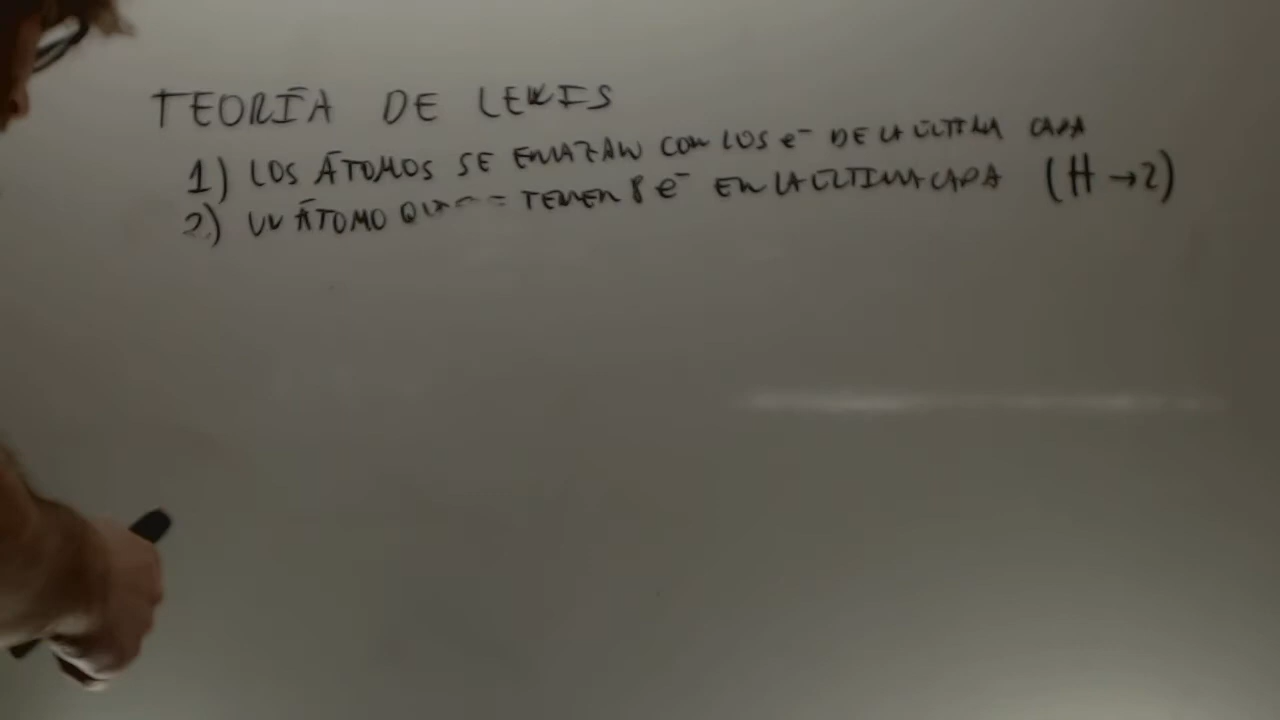 TEORÍA DE LEWIS
1) LOS ÁTOMOS SE ENLAZAN CON LOS e⁻ DE LA ÚLTIMA CAPA
2) UN ÁTOMO TENER 8 e⁻ EN LA ÚLTIMA CAPA (H → 2)